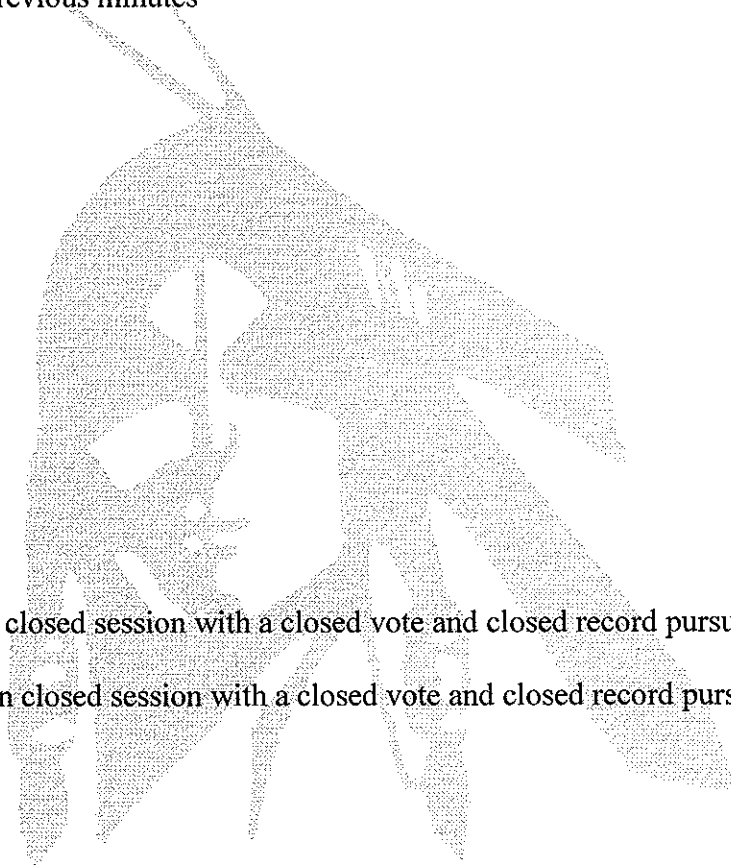 previous minutes
closed session with a closed vote and closed record pursu
n closed session with a closed vote and closed record purs